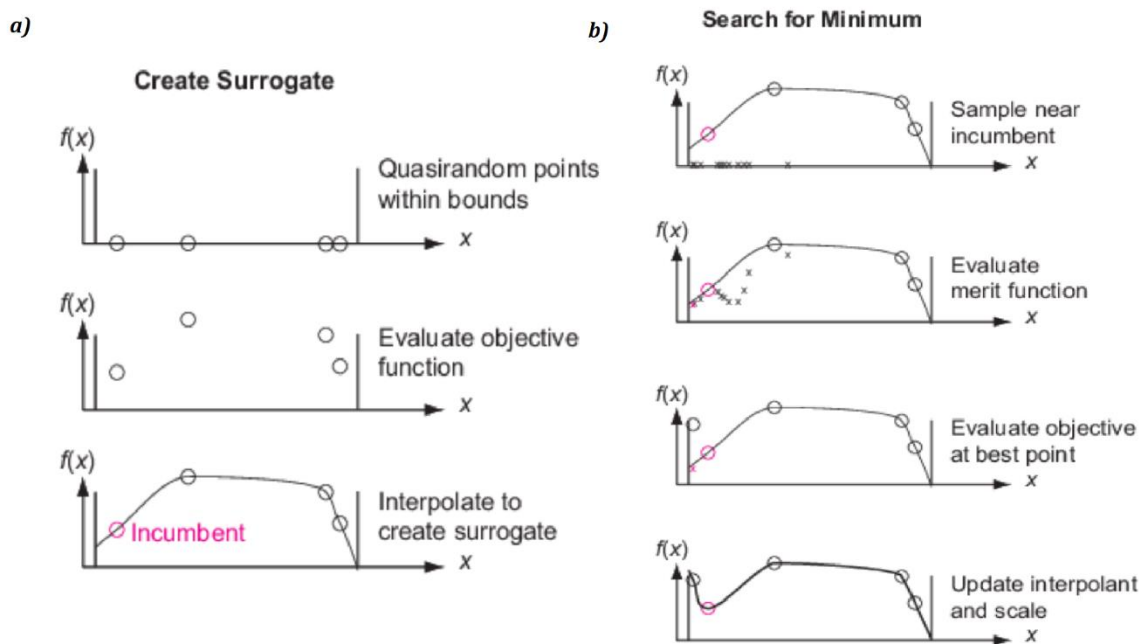 a)
Create Surrogate
f(x)
Quasirandom points
within bounds
x
f(x)
Evaluate objective
function
x
f(x)
Incumbent
Interpolate to
create surrogate
x
b)
Search for Minimum
f(x)
Sample near
incumbent
x
f(x)
Evaluate
merit function
x
f(x)
Evaluate objective
at best point
x
f(x)
Update interpolant
and scale
x